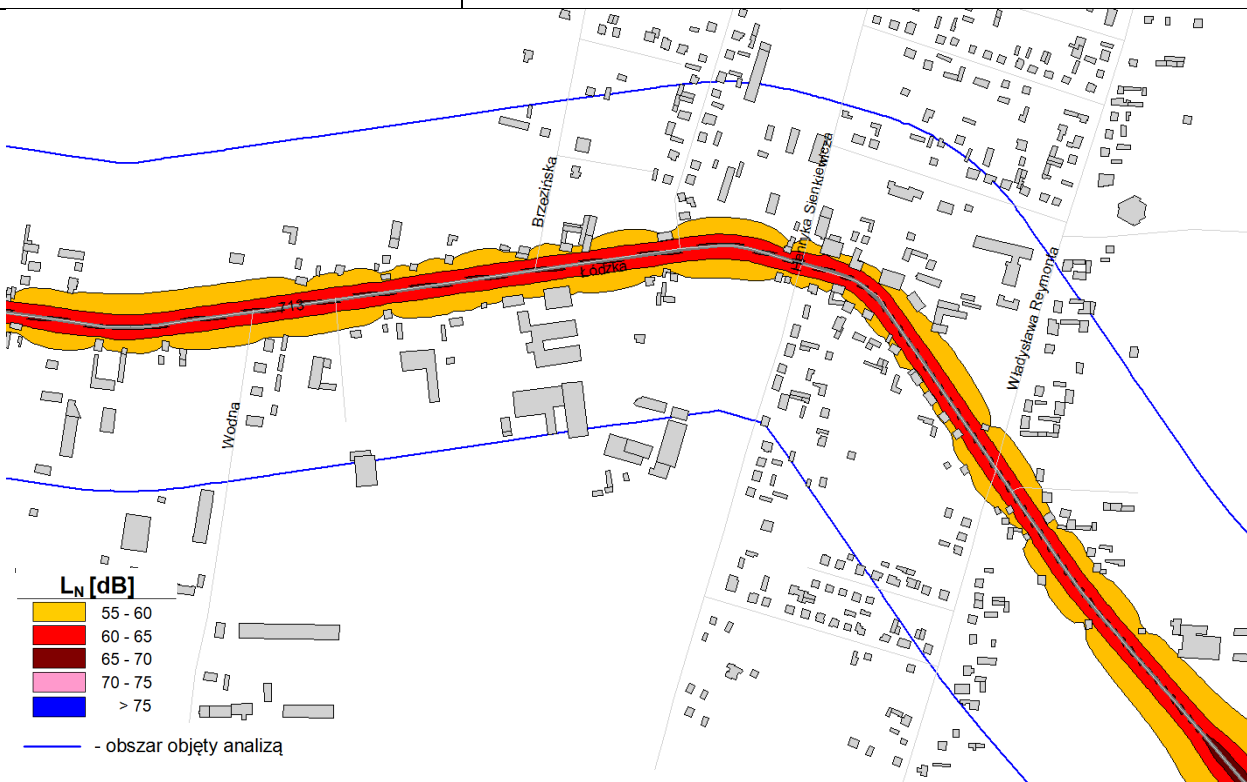 Brzezińska
Henryka Sienkiewicza
Łódzka
713
Władysława Reymonta
Wodna
L_N [dB]
55 - 60
60 - 65
65 - 70
70 - 75
> 75
- obszar objęty analizą